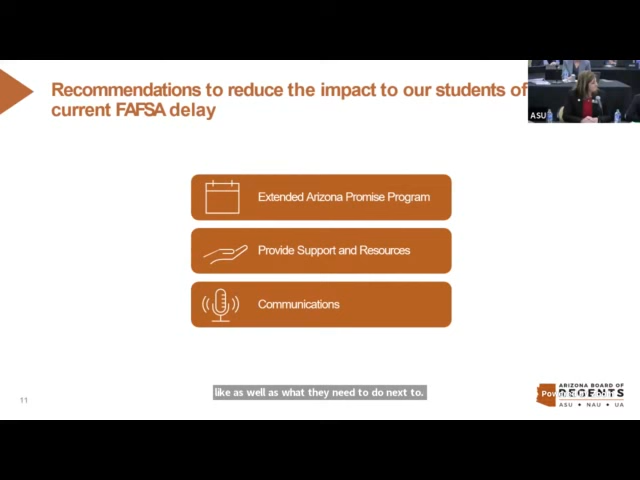 Recommendations to reduce the impact to our students of
current FAFSA delay
ASU
Extended Arizona Promise Program
Provide Support and Resources
Communications
like as well as what they need to do next to.
11
ARIZONA BOARD OF
REGENTS
ASU • NAU • UA